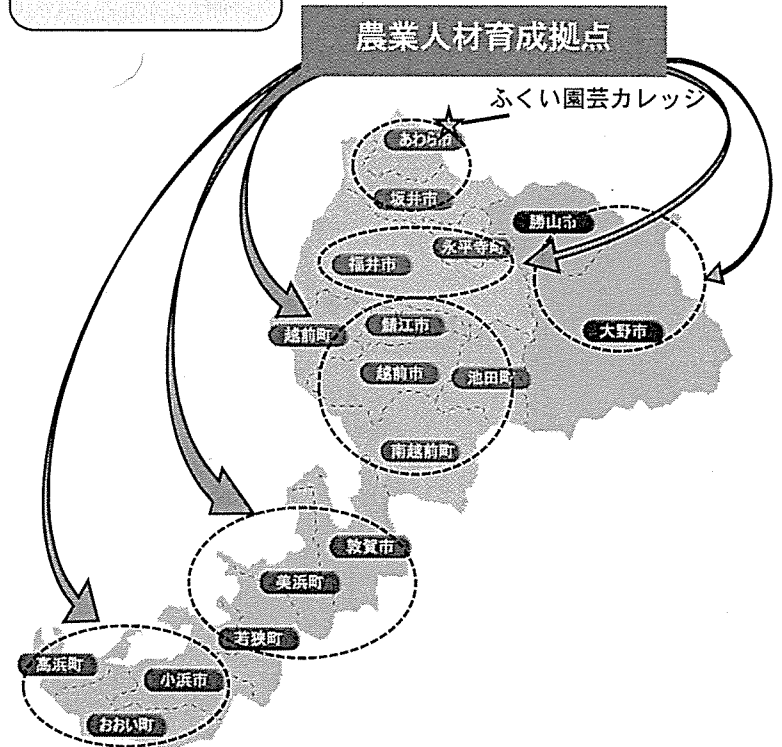 農業人材育成拠点
ふくい園芸カレッジ
あわら市
坂井市
勝山市
永平寺町
福井市
大野市
越前町
鯖江市
越前市
池田町
南越前町
敦賀市
美浜町
若狭町
高浜町
小浜市
おおい町